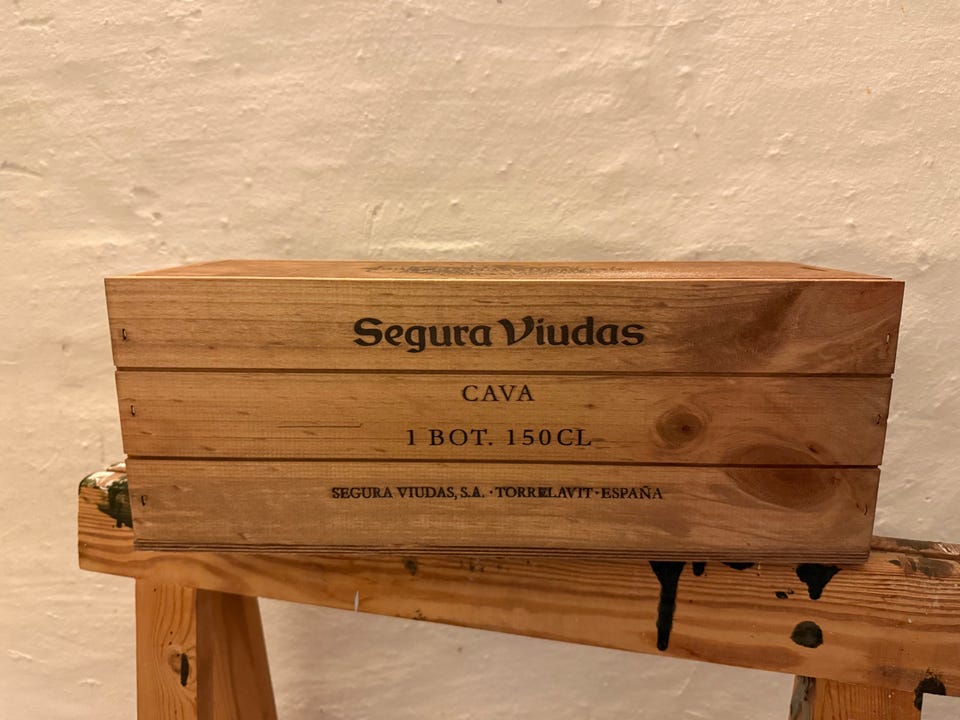 Segura Viudas
CAVA
1 BOT. 150CL
SEGURA VIUDAS, S.A. · TORRELAVIT · ESPAÑA